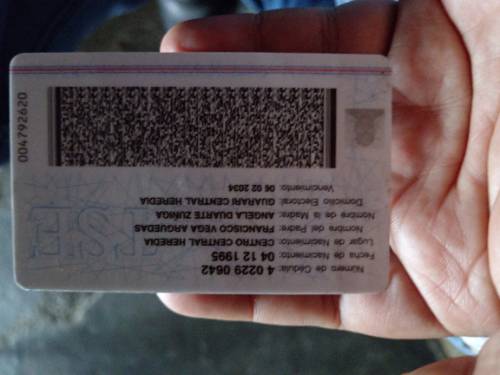 Número de Cédula: 4 0229 0642
Fecha de Nacimiento: 04 12 1995
Lugar de Nacimiento: CENTRO CENTRAL HEREDIA
Nombre del Padre: FRANCISCO VEGA ARGUEDAS
Nombre de la Madre: ANGELA DUARTE ZUÑIGA
Domicilio Electoral: GUARARI CENTRAL HEREDIA
Vencimiento: 06 02 2034
TSE
004792620